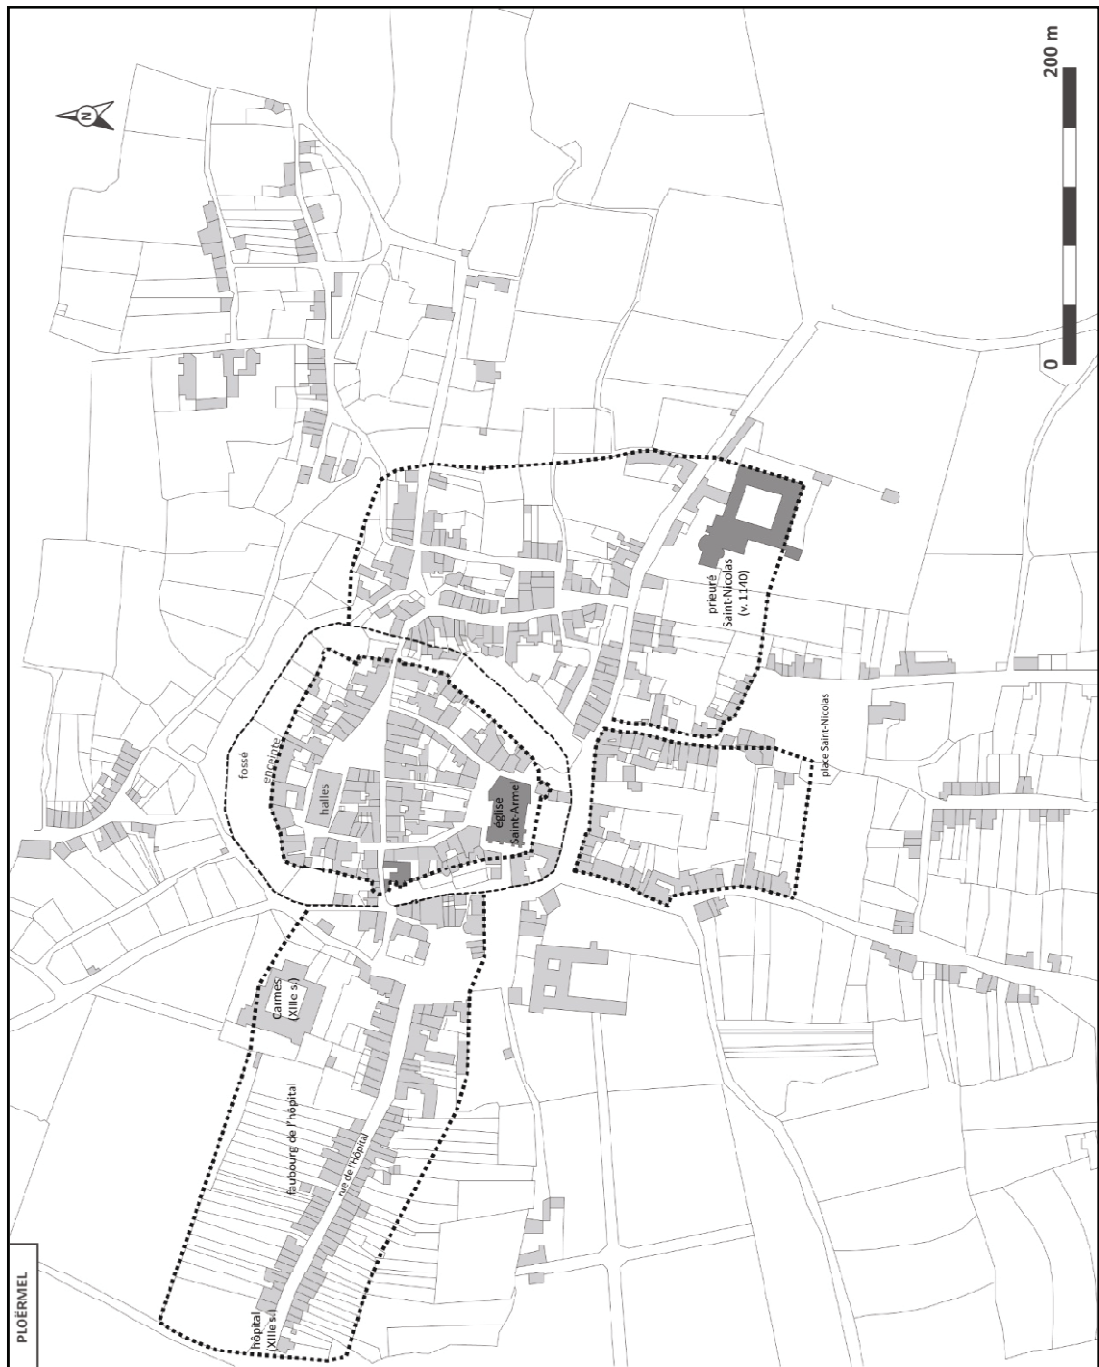 PLOËRMEL
N
200 m
0
fossé
enceinte
halles
église
Saint-Arme
prieuré
Saint-Nicolas
(v. 1140)
place Saint-Nicolas
Carmes
(XIIIe s.)
faubourg de l'hôpital
rue de l'Hôpital
hôpital
(XIIIe s.)